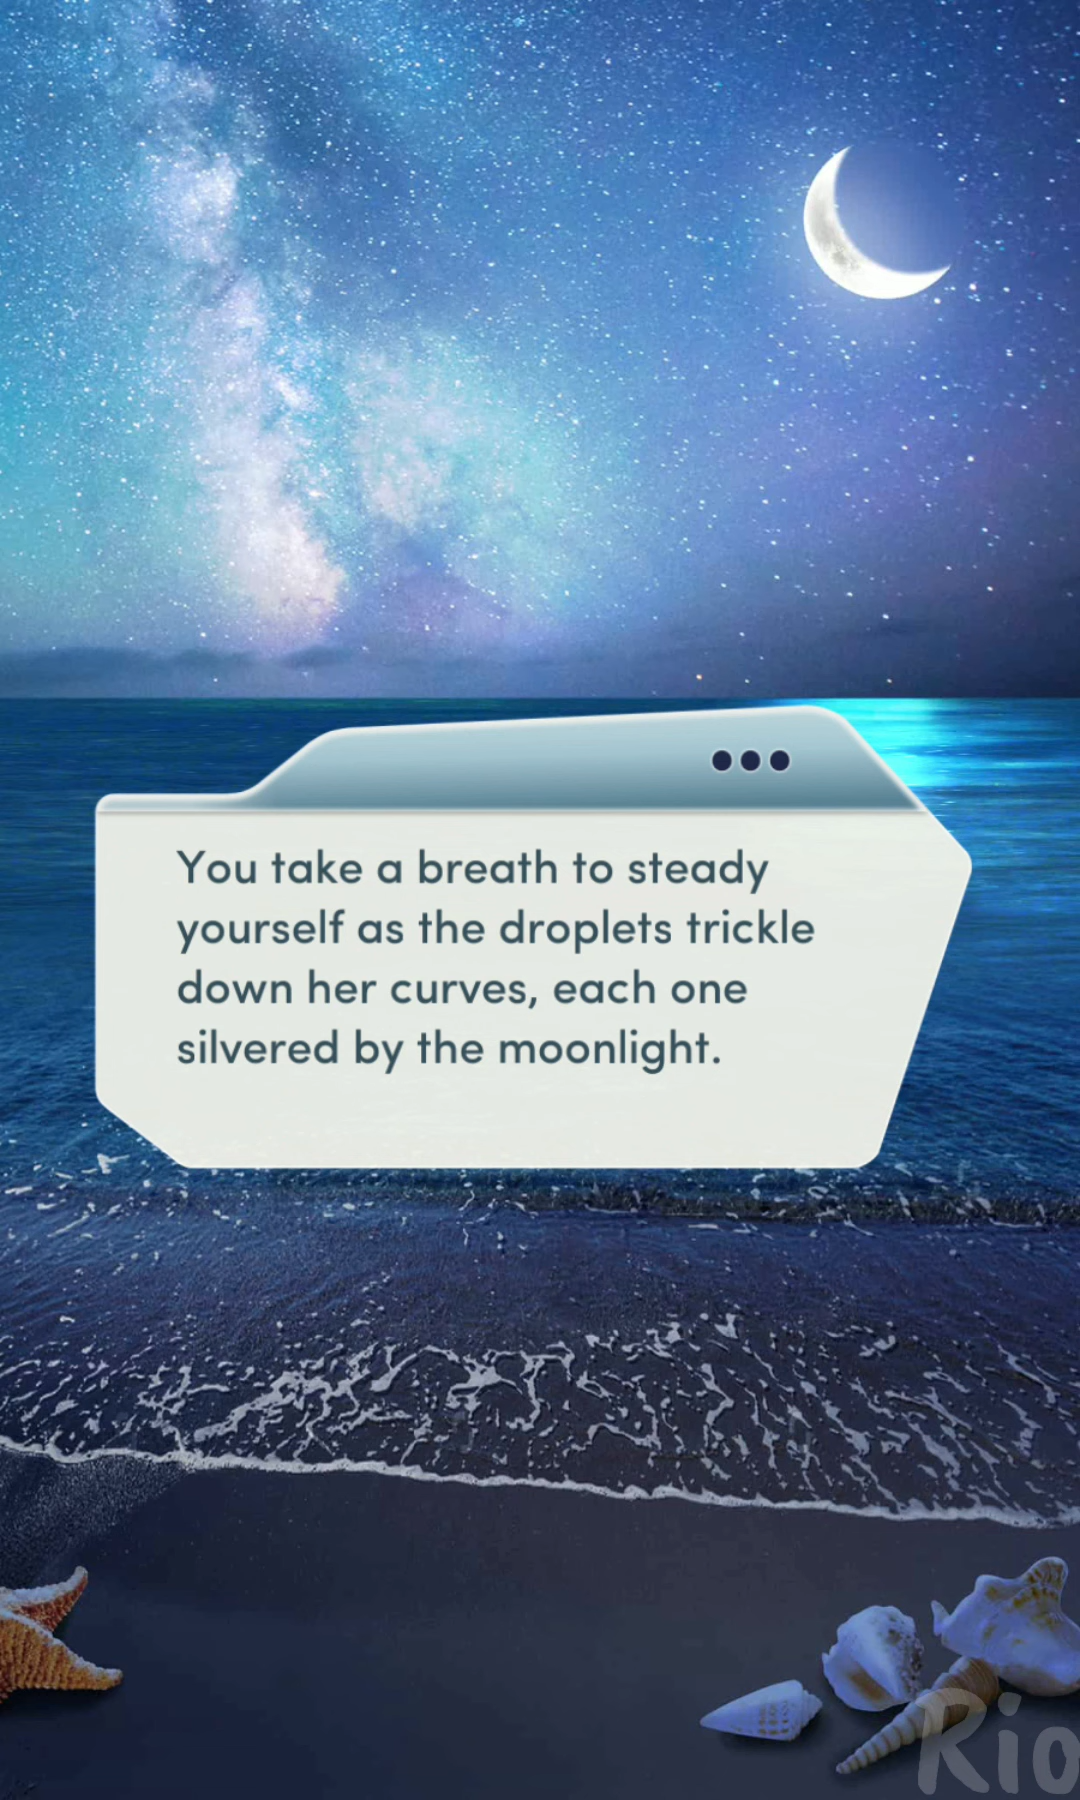 You take a breath to steady
yourself as the droplets trickle
down her curves, each one
silvered by the moonlight.
Rio